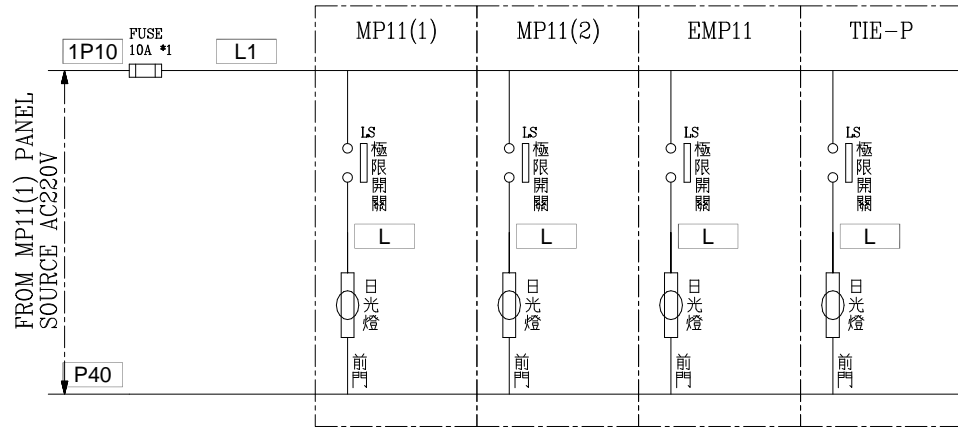 MP11(1)
MP11(2)
EMP11
TIE-P
FUSE
10A *1
1P10
L1
FROM MP11(1) PANEL
SOURCE AC220V
LS
極限開關
LS
極限開關
LS
極限開關
LS
極限開關
L
L
L
L
日光燈
日光燈
日光燈
日光燈
前門
前門
前門
前門
P40